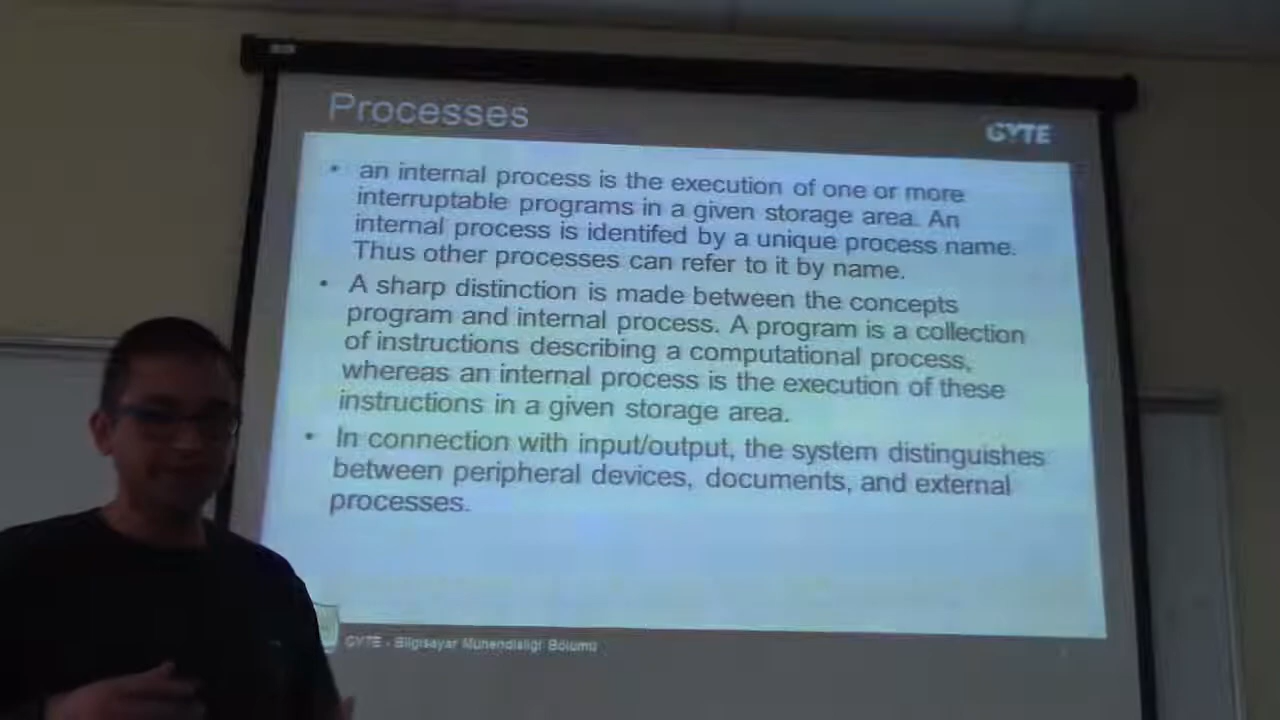 Processes
GYTE
• an internal process is the execution of one or more
interruptable programs in a given storage area. An
internal process is identifed by a unique process name.
Thus other processes can refer to it by name.
• A sharp distinction is made between the concepts
program and internal process. A program is a collection
of instructions describing a computational process,
whereas an internal process is the execution of these
instructions in a given storage area.
• In connection with input/output, the system distinguishes
between peripheral devices, documents, and external
processes.
GYTE - Bilgisayar Mühendisliği Bölümü